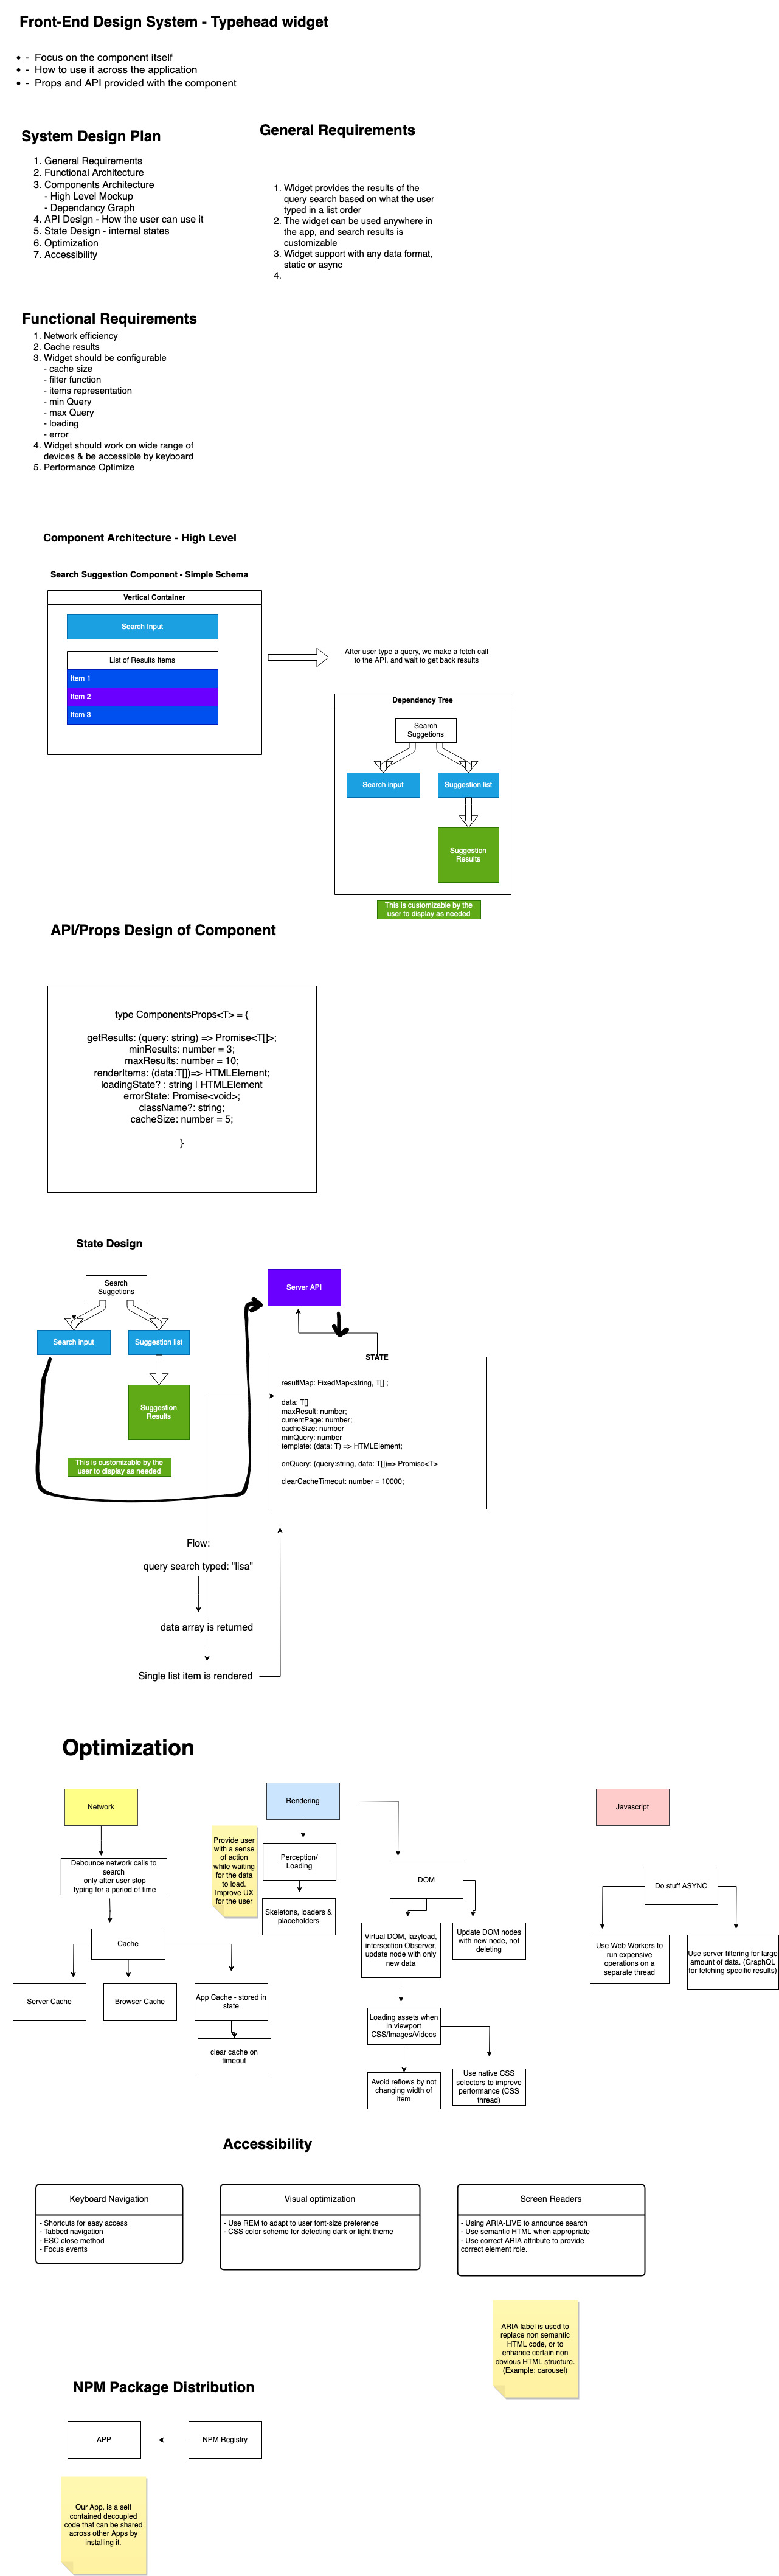 Front-End Design System - Typehead widget
- Focus on the component itself
- How to use it across the application
- Props and API provided with the component
System Design Plan
1. General Requirements
2. Functional Architecture
3. Components Architecture
- High Level Mockup
- Dependancy Graph
4. API Design - How the user can use it
5. State Design - internal states
6. Optimization
7. Accessibility
General Requirements
1. Widget provides the results of the
query search based on what the user
typed in a list order
2. The widget can be used anywhere in
the app, and search results is
customizable
3. Widget support with any data format,
static or async
4.
Functional Requirements
1. Network efficiency
2. Cache results
3. Widget should be configurable
- cache size
- filter function
- items representation
- min Query
- max Query
- loading
- error
4. Widget should work on wide range of
devices & be accessible by keyboard
5. Performance Optimize
Component Architecture - High Level
Search Suggestion Component - Simple Schema
Vertical Container
Search Input
List of Results Items
Item 1
Item 2
Item 3
After user type a query, we make a fetch call
to the API, and wait to get back results
Dependency Tree
Search
Suggetions
Search input
Suggestion list
Suggestion
Results
This is customizable by the
user to display as needed
API/Props Design of Component
type ComponentsProps<T> = {
getResults: (query: string) => Promise<T[]>;
minResults: number = 3;
maxResults: number = 10;
renderItems: (data:T[])=> HTMLElement;
loadingState? : string | HTMLElement
errorState: Promise<void>;
className?: string;
cacheSize: number = 5;
}
State Design
Search
Suggetions
Search input
Suggestion list
Suggestion
Results
This is customizable by the
user to display as needed
Server API
STATE
resultMap: FixedMap<string, T[] ;
data: T[]
maxResult: number;
currentPage: number;
cacheSize: number
minQuery: number
template: (data: T) => HTMLElement;
onQuery: (query:string, data: T[])=> Promise<T>
clearCacheTimeout: number = 10000;
Flow:
query search typed: "lisa"
data array is returned
Single list item is rendered
Optimization
Network
Debounce network calls to
search
only after user stop
typing for a period of time
Cache
Server Cache
Browser Cache
App Cache - stored in
state
clear cache on
timeout
Provide user
with a sense
of action
while waiting
for the data
to load.
Improve UX
for the user
Rendering
Perception/
Loading
Skeletons, loaders &
placeholders
DOM
Virtual DOM, lazyload,
intersection Observer,
update node with only
new data
Update DOM nodes
with new node, not
deleting
Loading assets when
in viewport
CSS/Images/Videos
Avoid reflows by not
changing width of
item
Use native CSS
selectors to improve
performance (CSS
thread)
Javascript
Do stuff ASYNC
Use Web Workers to
run expensive
operations on a
separate thread
Use server filtering for large
amount of data. (GraphQL
for fetching specific results)
Accessibility
Keyboard Navigation
- Shortcuts for easy access
- Tabbed navigation
- ESC close method
- Focus events
Visual optimization
- Use REM to adapt to user font-size preference
- CSS color scheme for detecting dark or light theme
Screen Readers
- Using ARIA-LIVE to announce search
- Use semantic HTML when appropriate
- Use correct ARIA attribute to provide
correct element role.
ARIA label is used to
replace non semantic
HTML code, or to
enhance certain non
obvious HTML structure.
(Example: carousel)
NPM Package Distribution
APP
NPM Registry
Our App. is a self
contained decoupled
code that can be shared
across other Apps by
installing it.